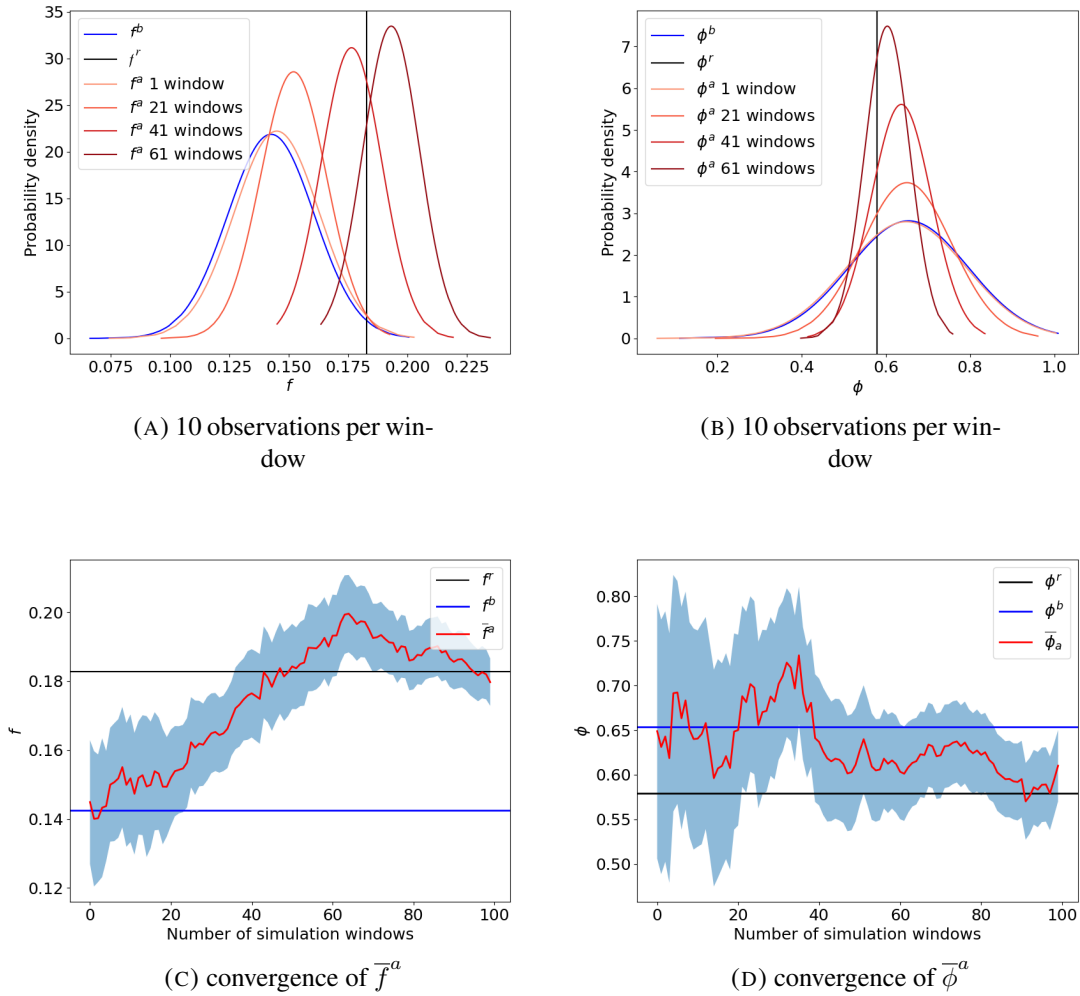 35
30
25
20
15
10
5
0
Probability density
f^b
f^r
f^a 1 window
f^a 21 windows
f^a 41 windows
f^a 61 windows
0.075 0.100 0.125 0.150 0.175 0.200 0.225
f
(A) 10 observations per win-
dow
7
6
5
4
3
2
1
0
Probability density
ϕ^b
ϕ^r
ϕ^a 1 window
ϕ^a 21 windows
ϕ^a 41 windows
ϕ^a 61 windows
0.2 0.4 0.6 0.8 1.0
ϕ
(B) 10 observations per win-
dow
0.20
0.18
0.16
0.14
0.12
f
f^r
f^b
f̅^a
0 20 40 60 80 100
Number of simulation windows
(C) convergence of f̅^a
0.80
0.75
0.70
0.65
0.60
0.55
0.50
ϕ
ϕ^r
ϕ^b
ϕ̅_a
0 20 40 60 80 100
Number of simulation windows
(D) convergence of ϕ̅^a